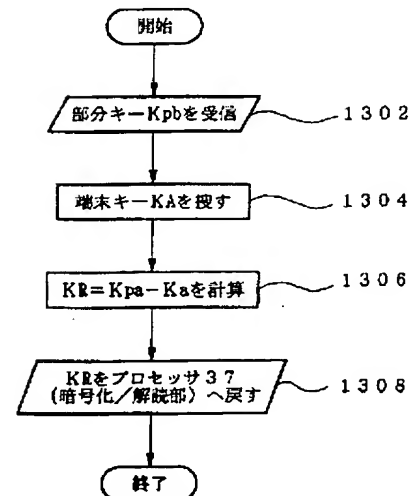 開始
部分キーKpbを受信
1302
端末キーKAを捜す
1304
KR=Kpa-Kaを計算
1306
KRをプロセッサ37
(暗号化/解読部)へ戻す
1308
終了